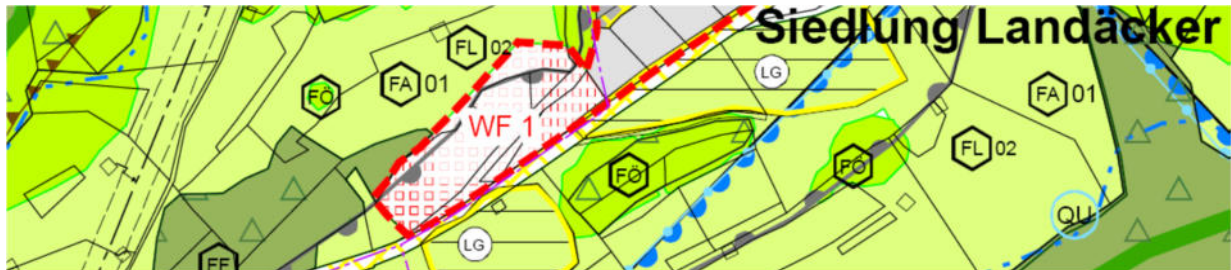 Siedlung Landäcker
FL 02
LG
FÖ
FA 01
FA 01
WF 1
FL 02
FÖ
FÖ
QU
LG